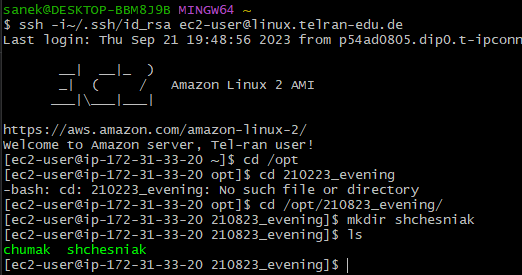 sanek@DESKTOP-BBM8J9B MINGW64 ~
$ ssh -i~/.ssh/id_rsa ec2-user@linux.telran-edu.de
Last login: Thu Sep 21 19:48:56 2023 from p54ad0805.dip0.t-ipconn
__|  __|_  )
_|  (     /   Amazon Linux 2 AMI
___|\___|___|
https://aws.amazon.com/amazon-linux-2/
Welcome to Amazon server, Tel-ran user!
[ec2-user@ip-172-31-33-20 ~]$ cd /opt
[ec2-user@ip-172-31-33-20 opt]$ cd 210223_evening
-bash: cd: 210223_evening: No such file or directory
[ec2-user@ip-172-31-33-20 opt]$ cd /opt/210823_evening/
[ec2-user@ip-172-31-33-20 210823_evening]$ mkdir shchesniak
[ec2-user@ip-172-31-33-20 210823_evening]$ ls
chumak  shchesniak
[ec2-user@ip-172-31-33-20 210823_evening]$